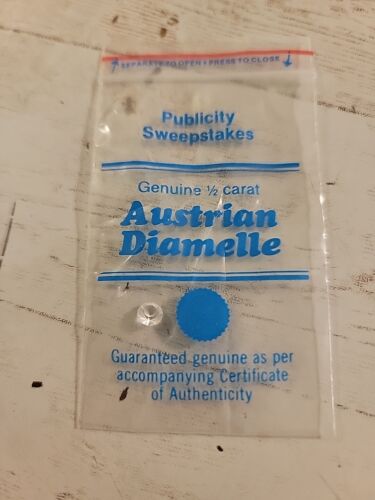 SEPARATE TO OPEN • PRESS TO CLOSE
Publicity
Sweepstakes
Genuine ½ carat
Austrian
Diamelle
Guaranteed genuine as per
accompanying Certificate
of Authenticity